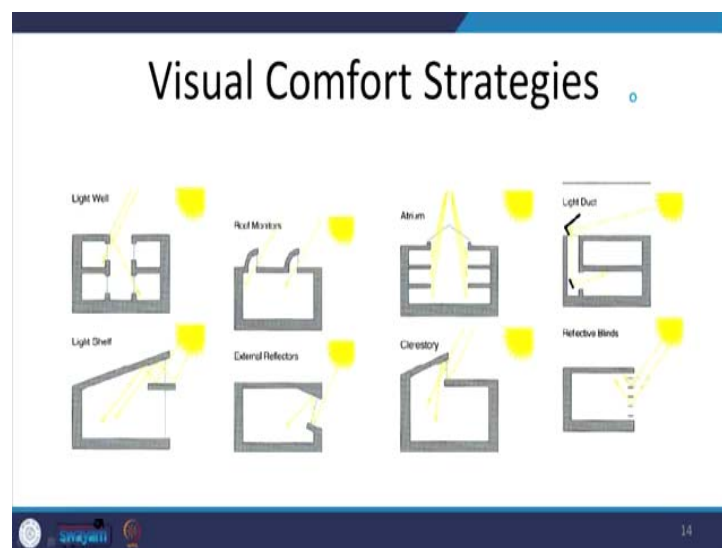 Visual Comfort Strategies
Light Well
Roof Monitors
Atrium
Light Duct
Light Shelf
External Reflectors
Clerestory
Reflective Blinds
swayam
14